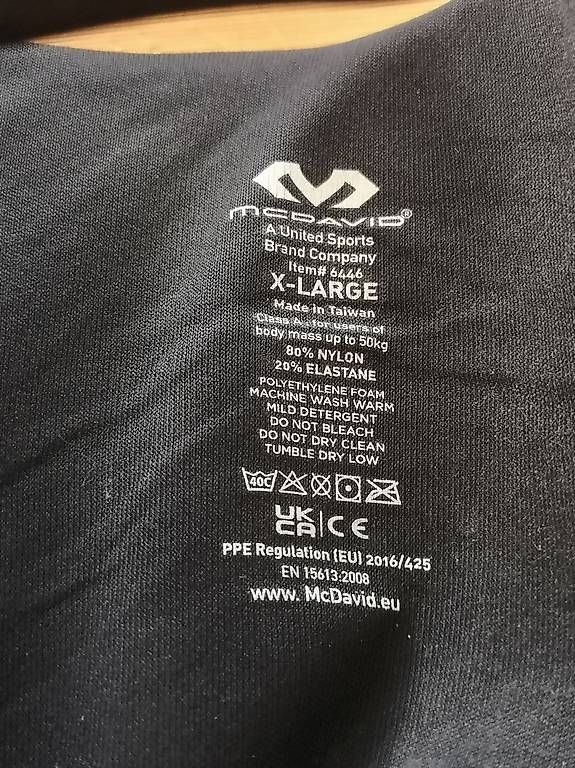 McDAVID®
A United Sports
Brand Company
Item# 6446
X-LARGE
Made in Taiwan
Class A: for users of
body mass up to 50kg
80% NYLON
20% ELASTANE
POLYETHYLENE FOAM
MACHINE WASH WARM
MILD DETERGENT
DO NOT BLEACH
DO NOT DRY CLEAN
TUMBLE DRY LOW
40C
UK
CA | CE
PPE Regulation (EU) 2016/425
EN 15613:2008
www. McDavid.eu